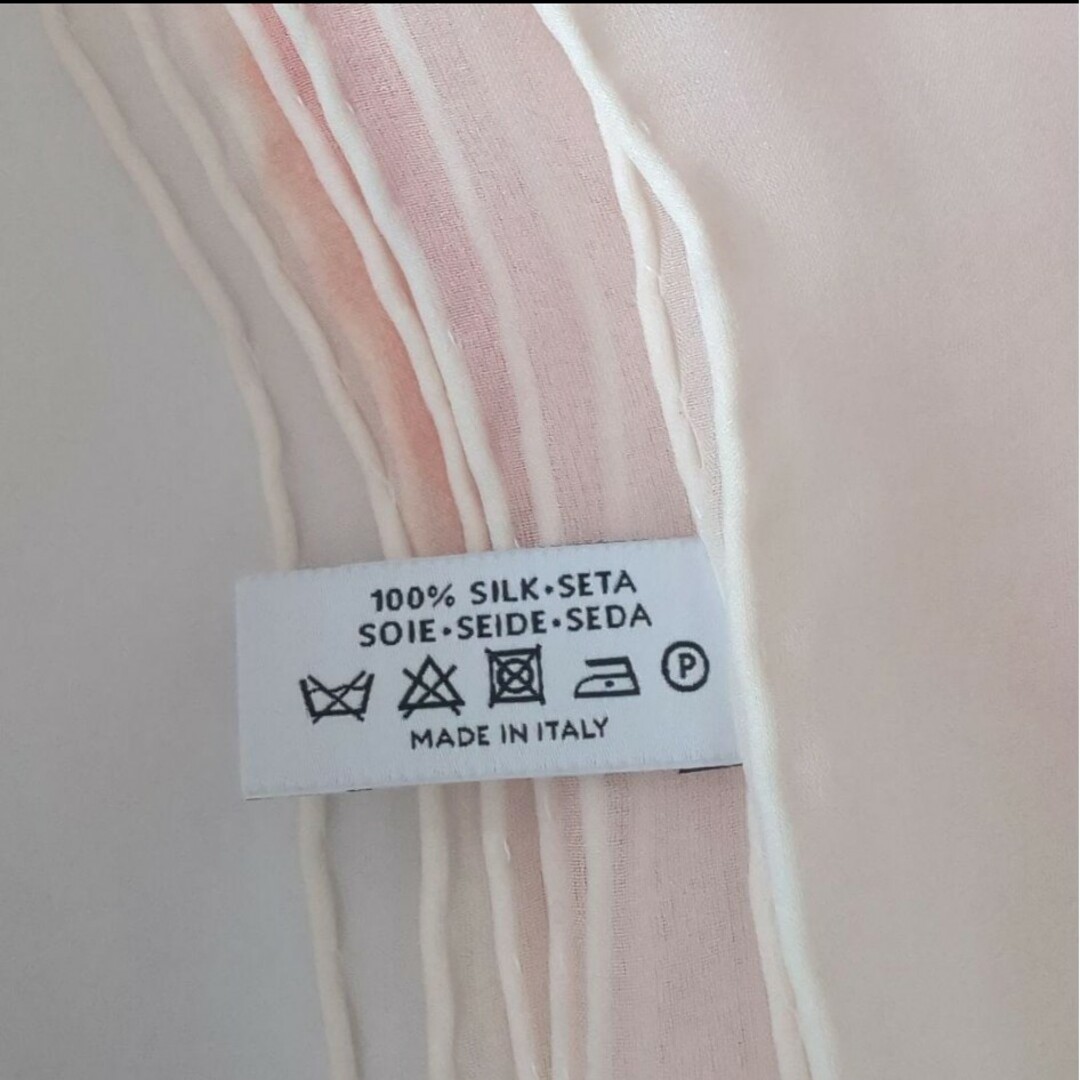 100% SILK•SETA
SOIE•SEIDE•SEDA
P
MADE IN ITALY